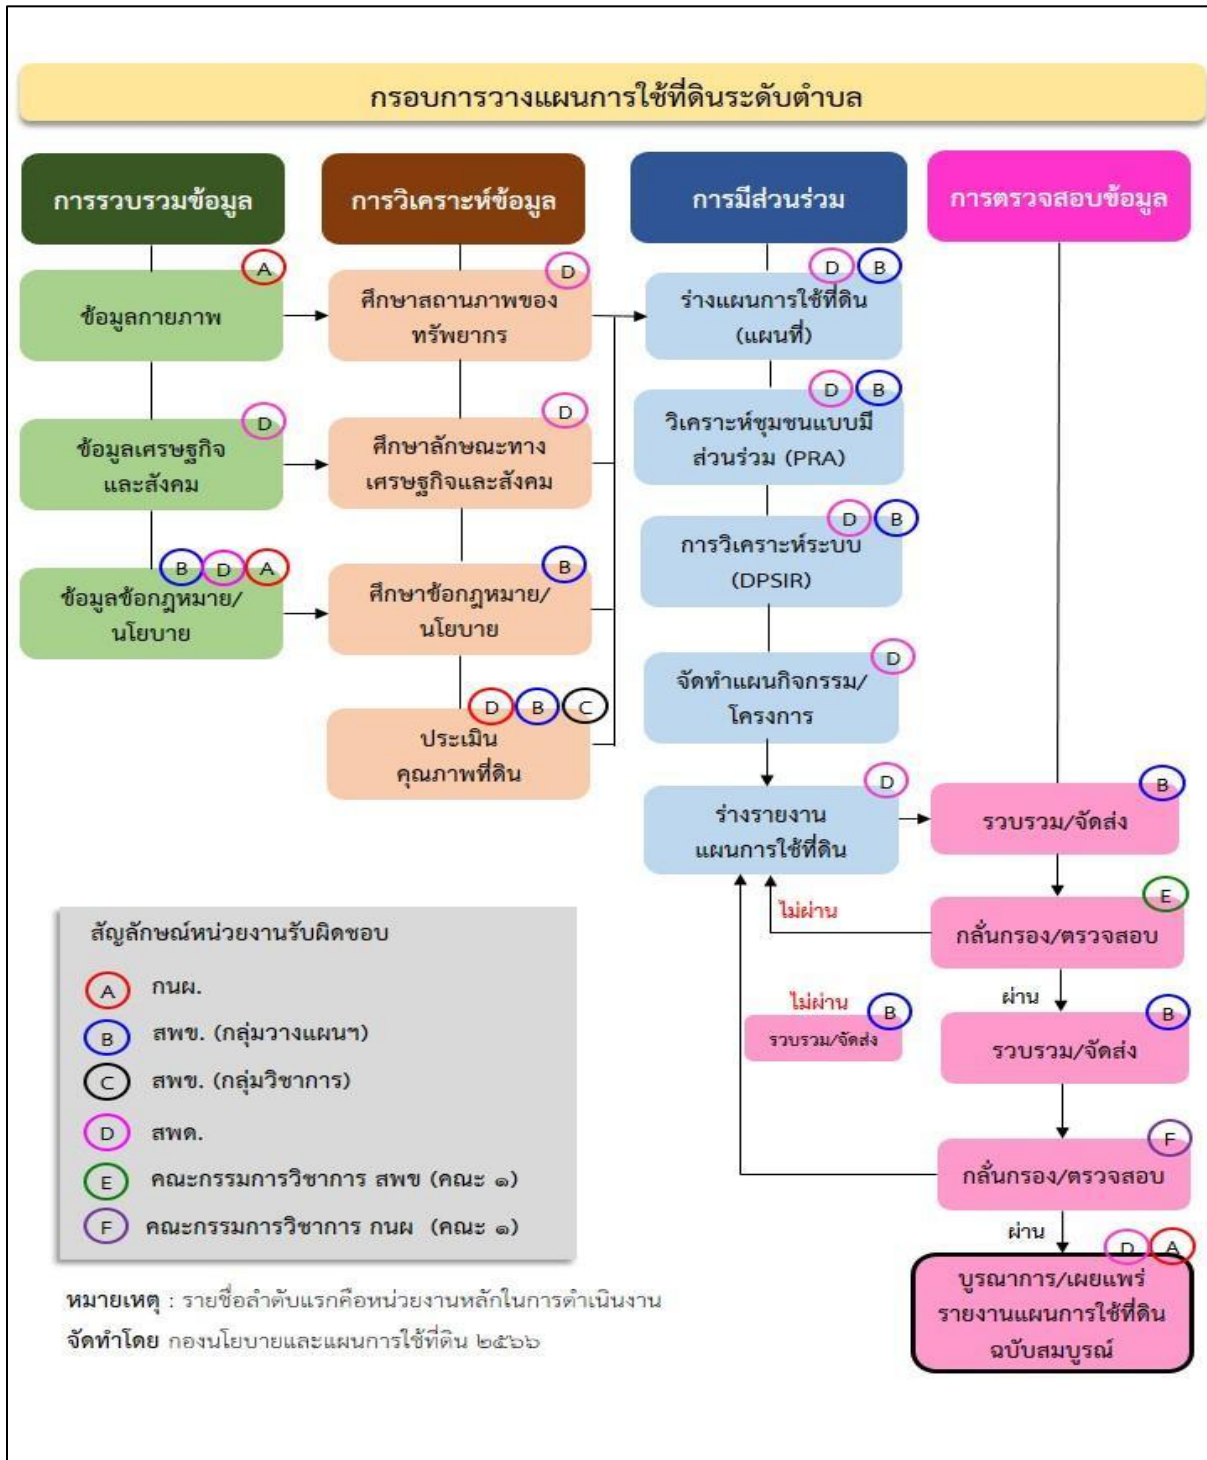 กรอบการวางแผนการใช้ที่ดินระดับตำบล
การรวบรวมข้อมูล
A
ข้อมูลกายภาพ
D
ข้อมูลเศรษฐกิจ
และสังคม
B D A
ข้อมูลข้อกฎหมาย/
นโยบาย
การวิเคราะห์ข้อมูล
D
ศึกษาสถานภาพของ
ทรัพยากร
D
ศึกษาลักษณะทาง
เศรษฐกิจและสังคม
B
ศึกษาข้อกฎหมาย/
นโยบาย
D B C
ประเมิน
คุณภาพที่ดิน
การมีส่วนร่วม
D B
ร่างแผนการใช้ที่ดิน
(แผนที่)
D B
วิเคราะห์ชุมชนแบบมี
ส่วนร่วม (PRA)
D B
การวิเคราะห์ระบบ
(DPSIR)
D
จัดทำแผนกิจกรรม/
โครงการ
D
ร่างรายงาน
แผนการใช้ที่ดิน
การตรวจสอบข้อมูล
B
รวบรวม/จัดส่ง
E
กลั่นกรอง/ตรวจสอบ
ไม่ผ่าน
ผ่าน
B
รวบรวม/จัดส่ง
ไม่ผ่าน
B
รวบรวม/จัดส่ง
F
กลั่นกรอง/ตรวจสอบ
ผ่าน
D A
บูรณาการ/เผยแพร่
รายงานแผนการใช้ที่ดิน
ฉบับสมบูรณ์
สัญลักษณ์หน่วยงานรับผิดชอบ
A กนผ.
B สพข. (กลุ่มวางแผนฯ)
C สพข. (กลุ่มวิชาการ)
D สพด.
E คณะกรรมการวิชาการ สพข (คณะ ๑)
F คณะกรรมการวิชาการ กนผ (คณะ ๑)
หมายเหตุ : รายชื่อลำดับแรกคือหน่วยงานหลักในการดำเนินงาน
จัดทำโดย กองนโยบายและแผนการใช้ที่ดิน ๒๕๖๖